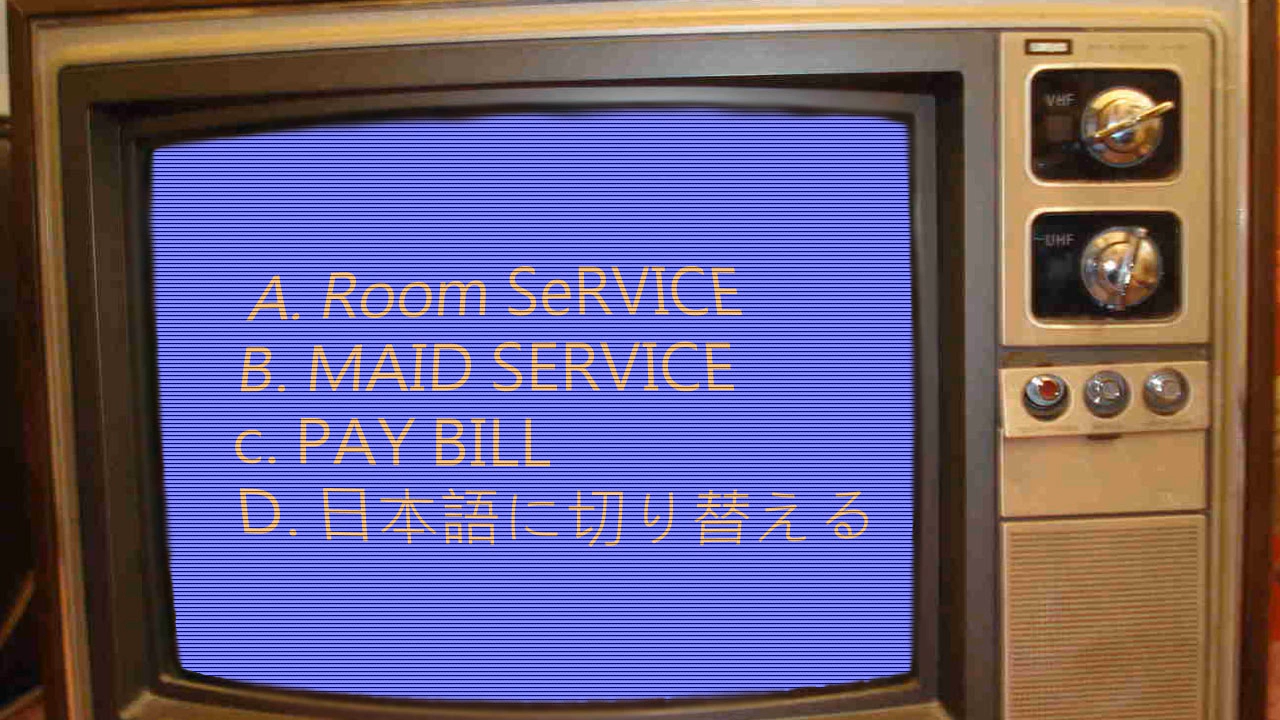 A. Room SeRVICE
B. MAID SERVICE
c. PAY BILL
D. 日本語に切り替える
VHF
UHF